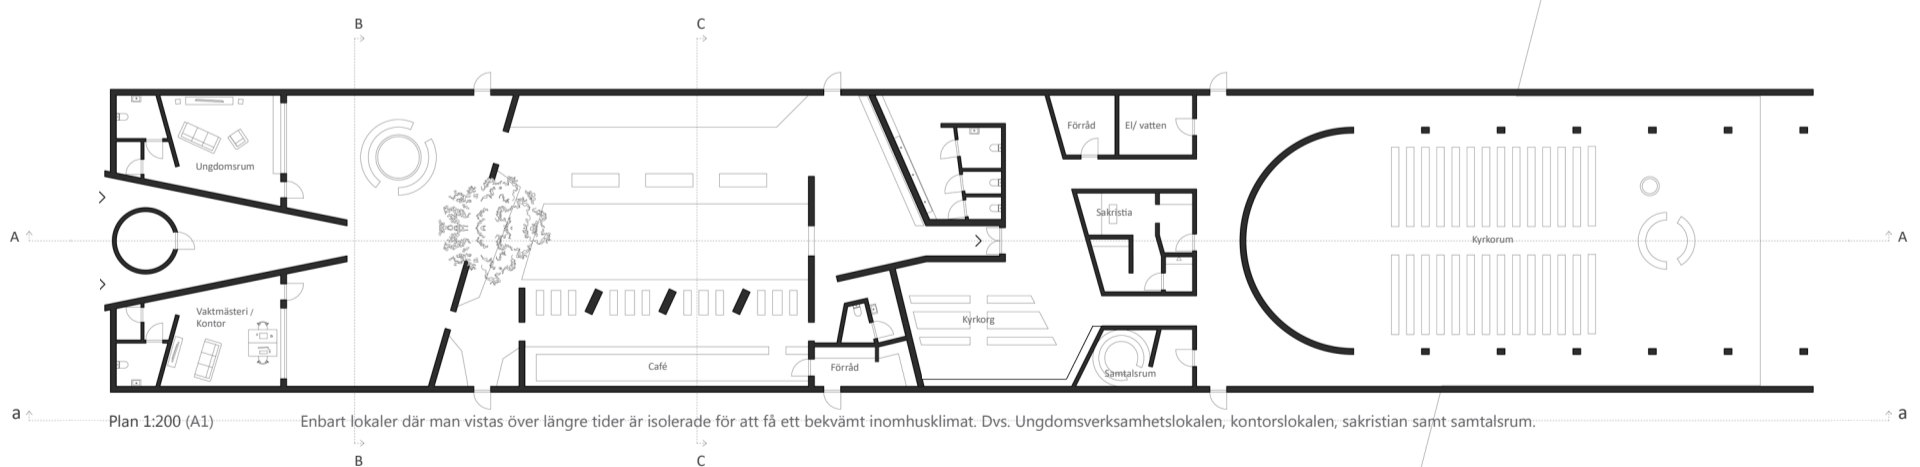 B
C
Förråd
El/ vatten
Ungdomsrum
Sakristia
A
A
Kyrkorum
Vaktmästeri /
Kontor
Kyrkorg
Café
Förråd
Samtalsrum
a
a
Plan 1:200 (A1)
Enbart lokaler där man vistas över längre tider är isolerade för att få ett bekvämt inomhusklimat. Dvs. Ungdomsverksamhetslokalen, kontorslokalen, sakristian samt samtalsrum.
B
C